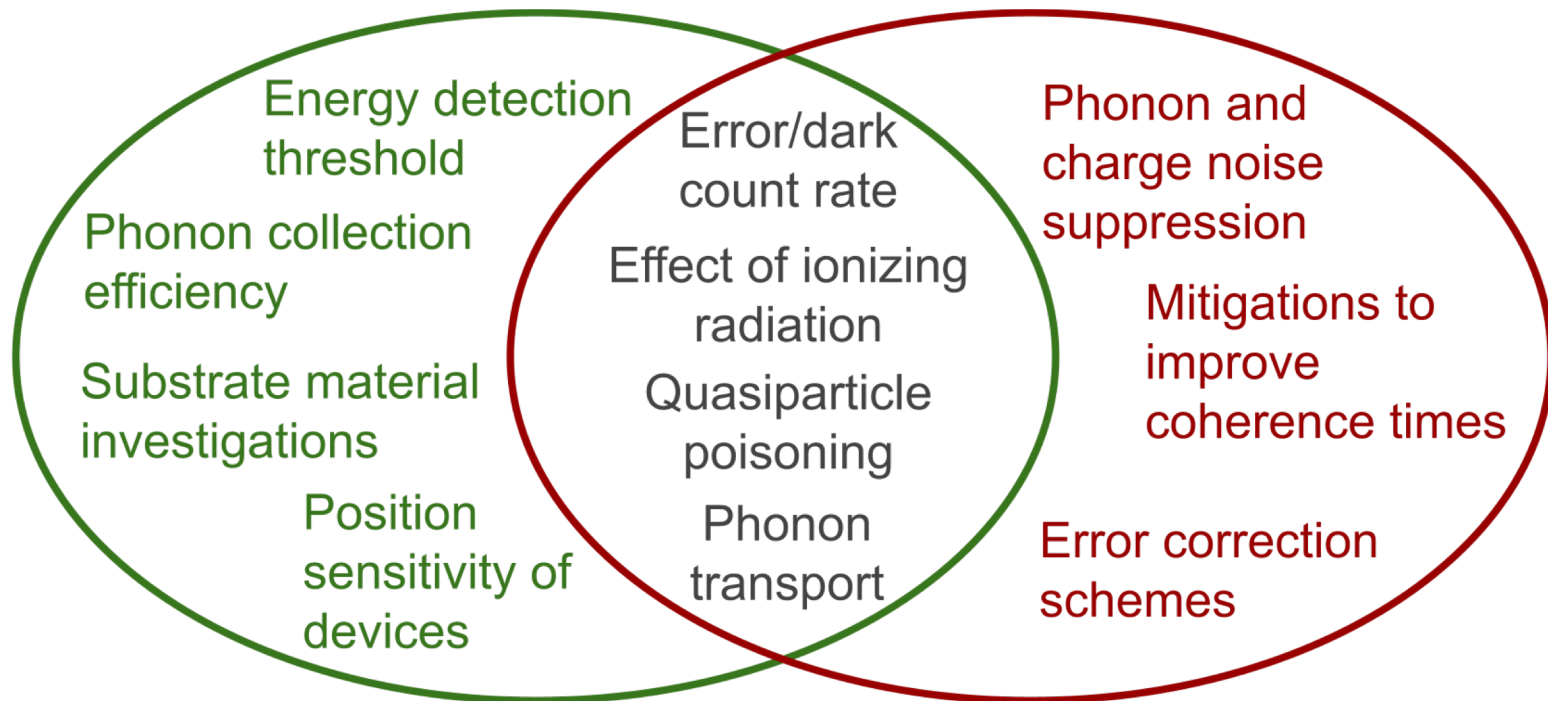 Energy detection
threshold
Phonon collection
efficiency
Substrate material
investigations
Position
sensitivity of
devices
Error/dark
count rate
Effect of ionizing
radiation
Quasiparticle
poisoning
Phonon
transport
Phonon and
charge noise
suppression
Mitigations to
improve
coherence times
Error correction
schemes